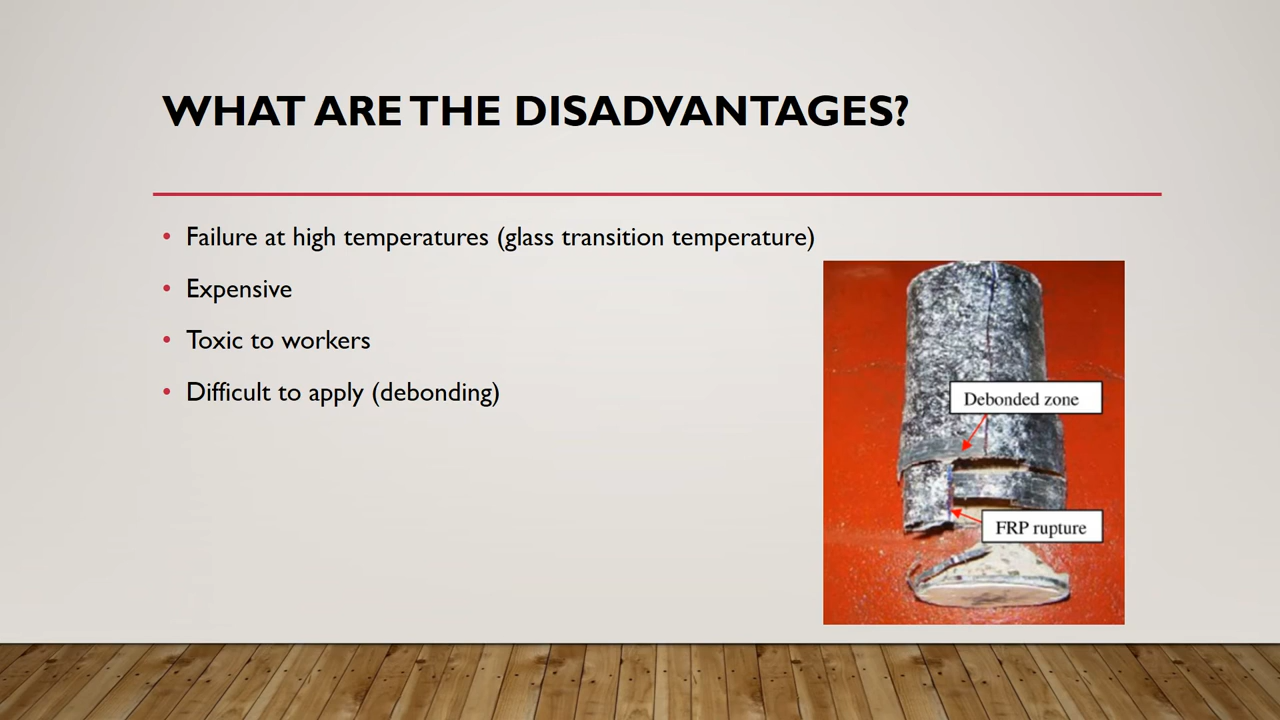 WHAT ARE THE DISADVANTAGES?
• Failure at high temperatures (glass transition temperature)
• Expensive
• Toxic to workers
• Difficult to apply (debonding)
Debonded zone
FRP rupture